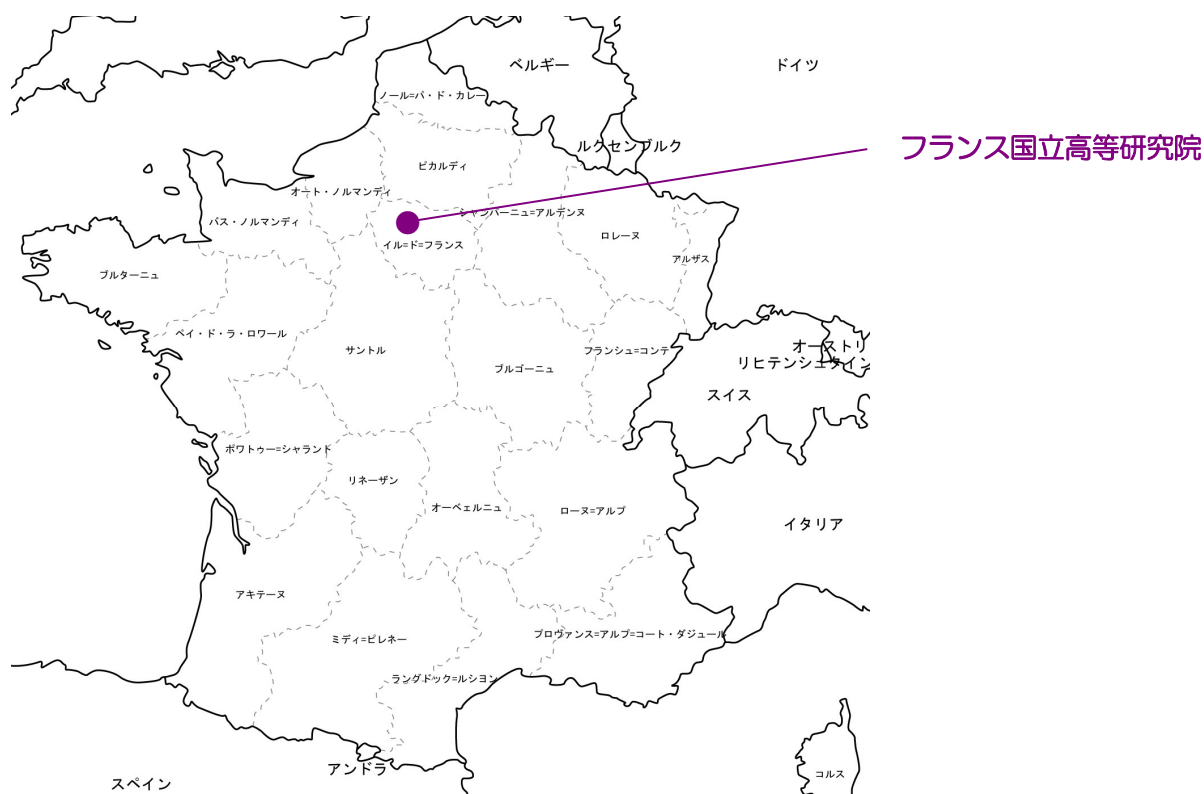 ベルギー
ドイツ
ノール=パ・ド・カレー
ルクセンブルク
フランス国立高等研究院
ピカルディ
オート・ノルマンディ
シャンパーニュ=アルデンヌ
バス・ノルマンディ
ロレーヌ
イル=ド=フランス
アルザス
ブルターニュ
ペイ・ド・ラ・ロワール
オーストリ
サントル
フランシュ=コンテ
リヒテンシュタイン
ブルゴーニュ
スイス
ポワトゥー=シャランド
リネーザン
オーベェルニュ
ローヌ=アルプ
イタリア
アキテーヌ
ミディ=ピレネー
プロヴァンス=アルプ=コート・ダジュール
ラングドック=ルシヨン
アンドラ
コルス
スペイン